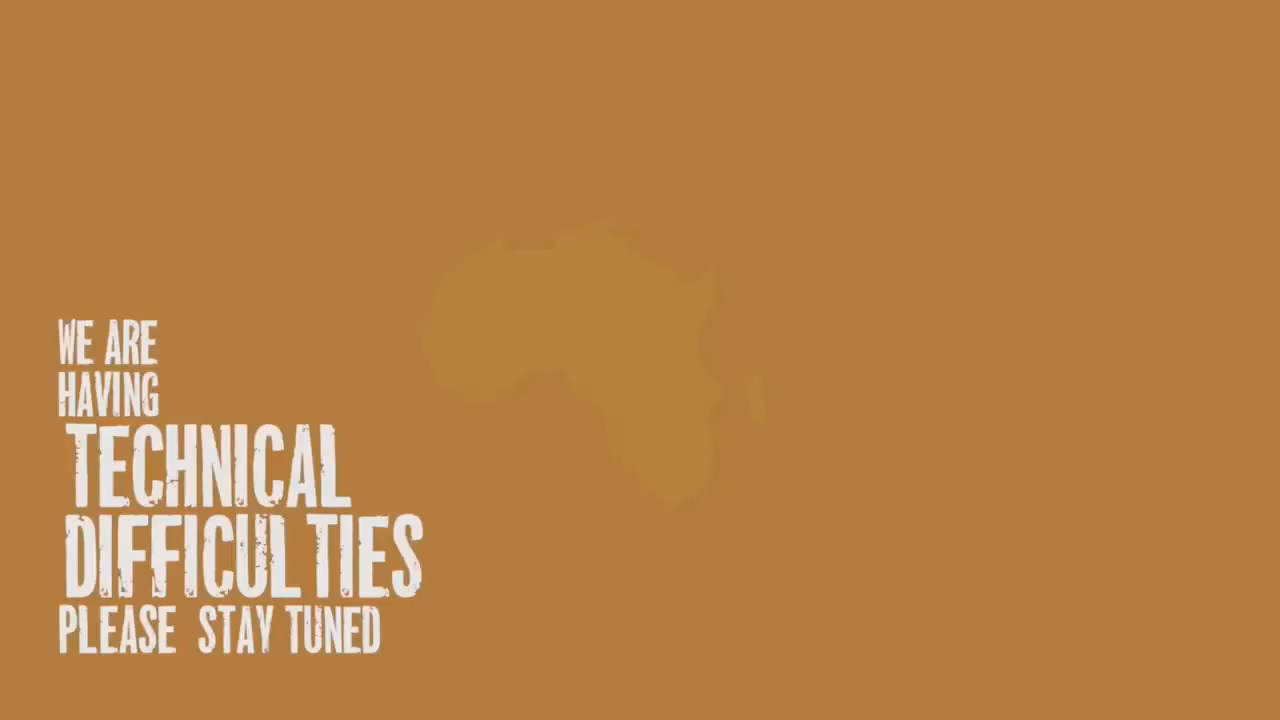 WE ARE
HAVING
TECHNICAL
DIFFICULTIES
PLEASE STAY TUNED